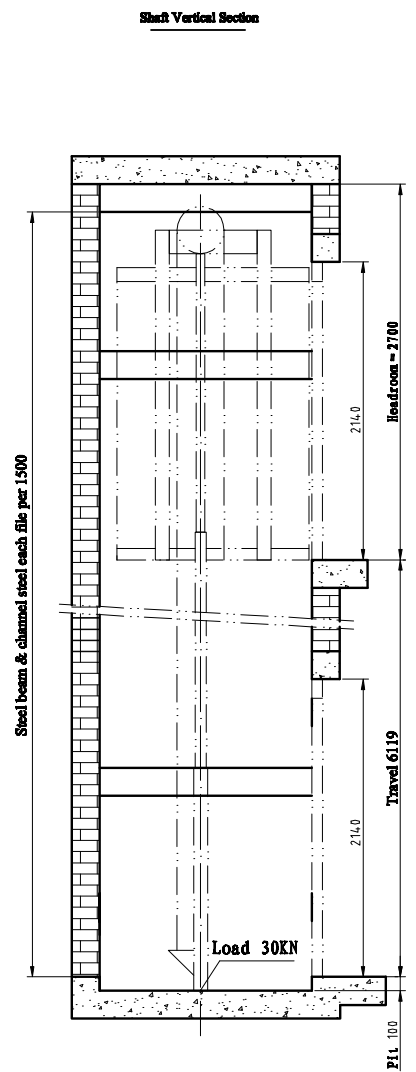 Shaft Vertical Section
Steel beam & channel steel each file per 1500
2140
Headroom = 2700
2140
Travel 6119
Load 30KN
Pit 100